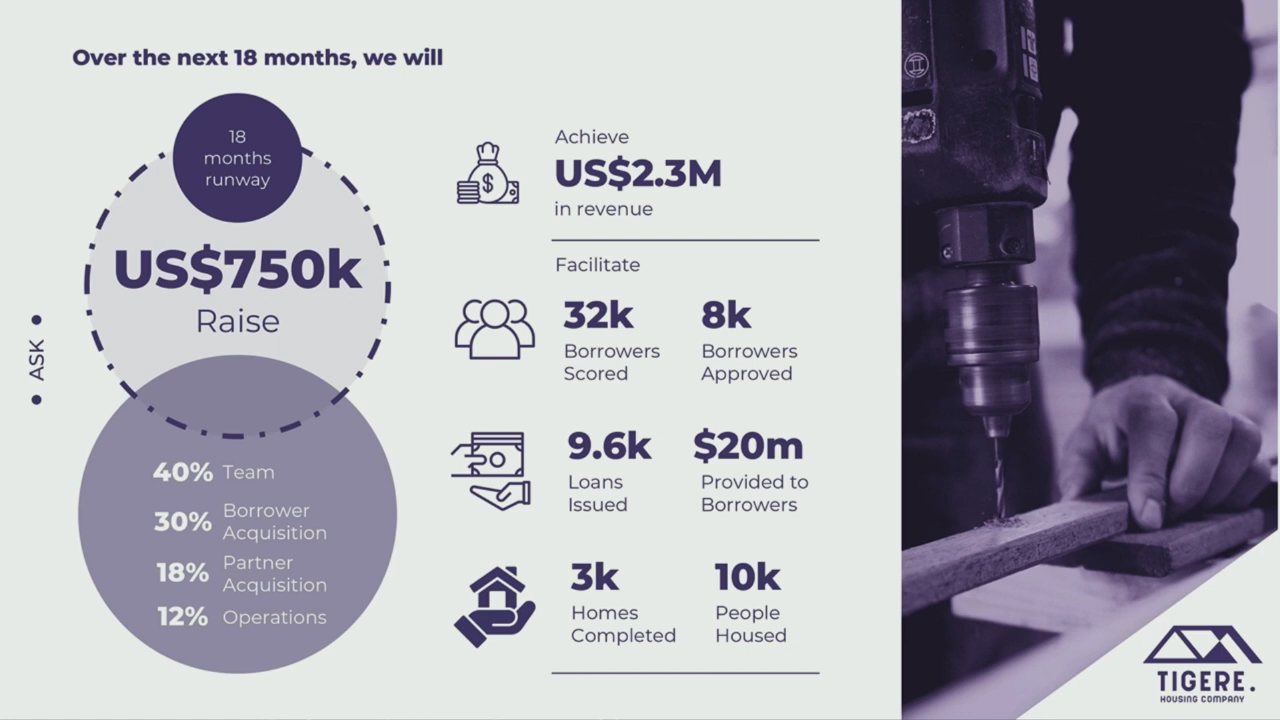 Over the next 18 months, we will
18
months
runway
US$750k
Raise
ASK
40% Team
30% Borrower
Acquisition
18% Partner
Acquisition
12% Operations
Achieve
US$2.3M
in revenue
Facilitate
32k 8k
Borrowers Borrowers
Scored Approved
9.6k $20m
Loans Provided to
Issued Borrowers
3k 10k
Homes People
Completed Housed
TIGERE.
HOUSING COMPANY